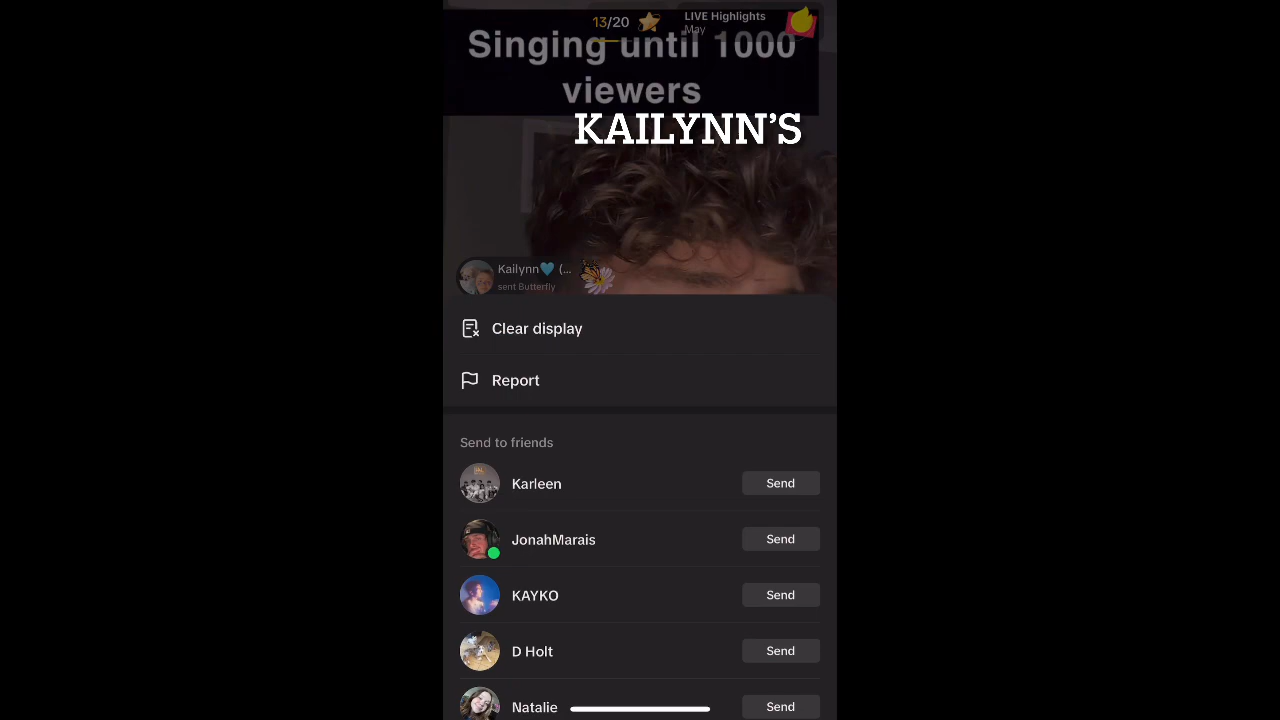 13/20
LIVE Highlights
May
Singing until 1000
viewers
KAILYNN'S
Kailynn🩵 (...
sent Butterfly
Clear display
Report
Send to friends
Karleen
Send
JonahMarais
Send
KAYKO
Send
D Holt
Send
Natalie
Send